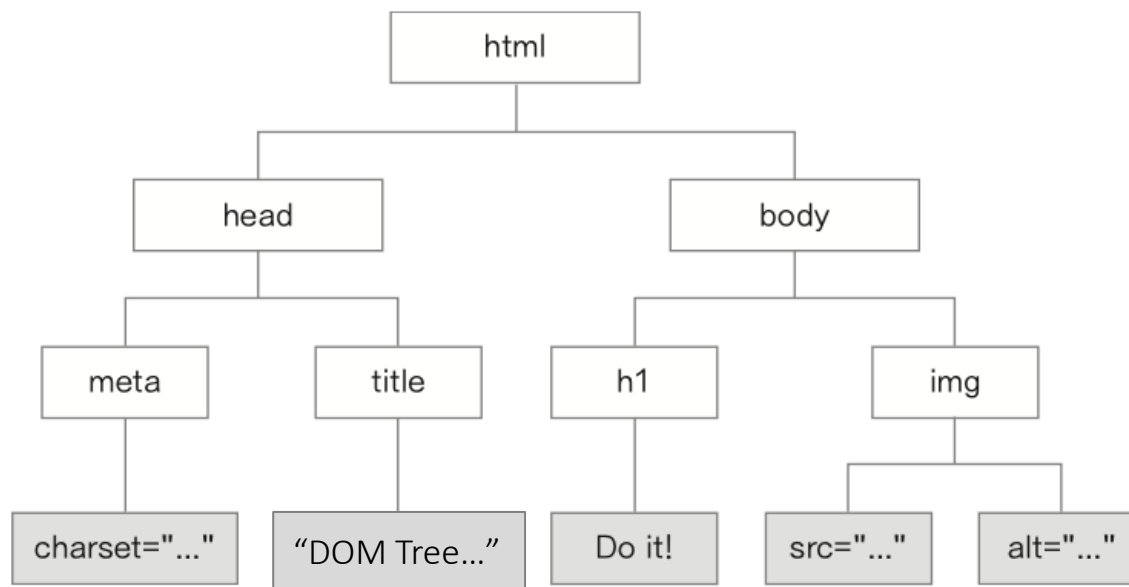 html
head
body
meta
title
h1
img
charset="..."
“DOM Tree...”
Do it!
src="..."
alt="..."